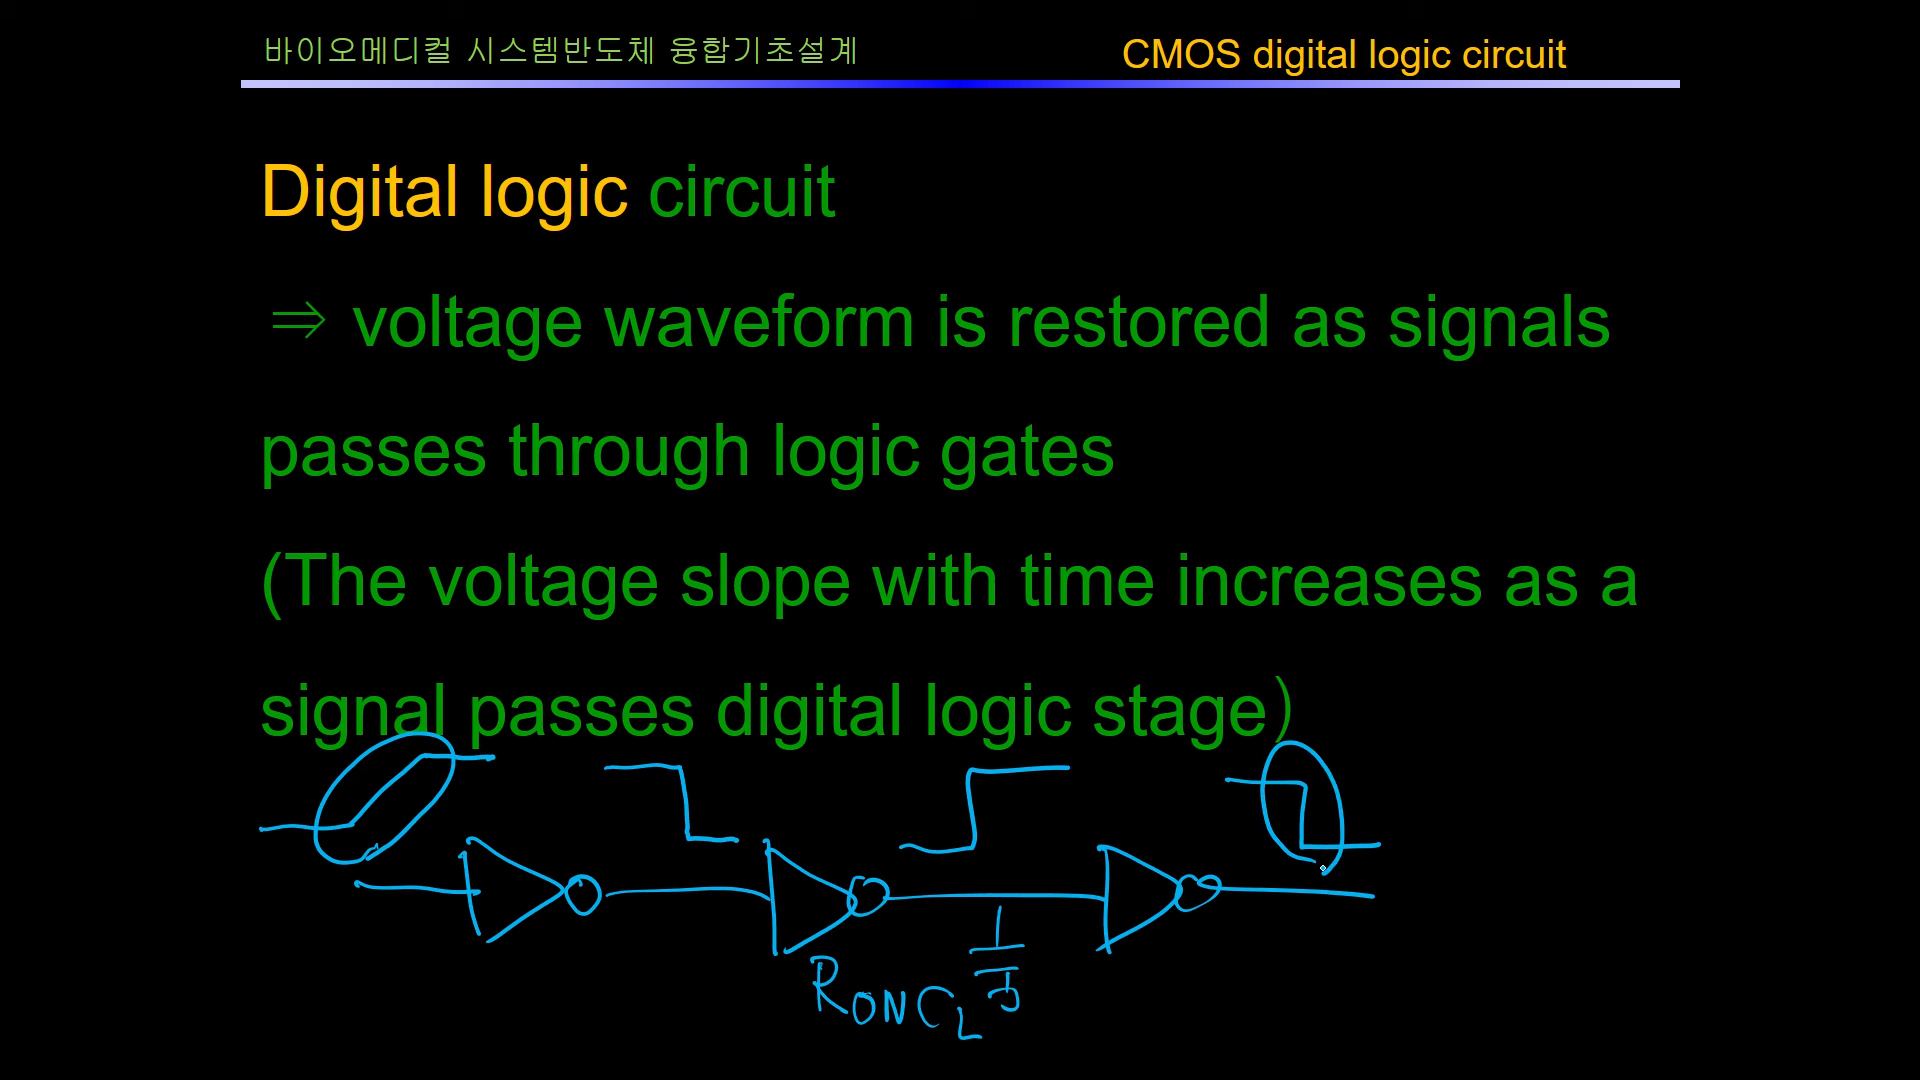 바이오메디컬 시스템반도체 융합기초설계
CMOS digital logic circuit
Digital logic circuit
⇒ voltage waveform is restored as signals
passes through logic gates
(The voltage slope with time increases as a
signal passes digital logic stage)
RON CL